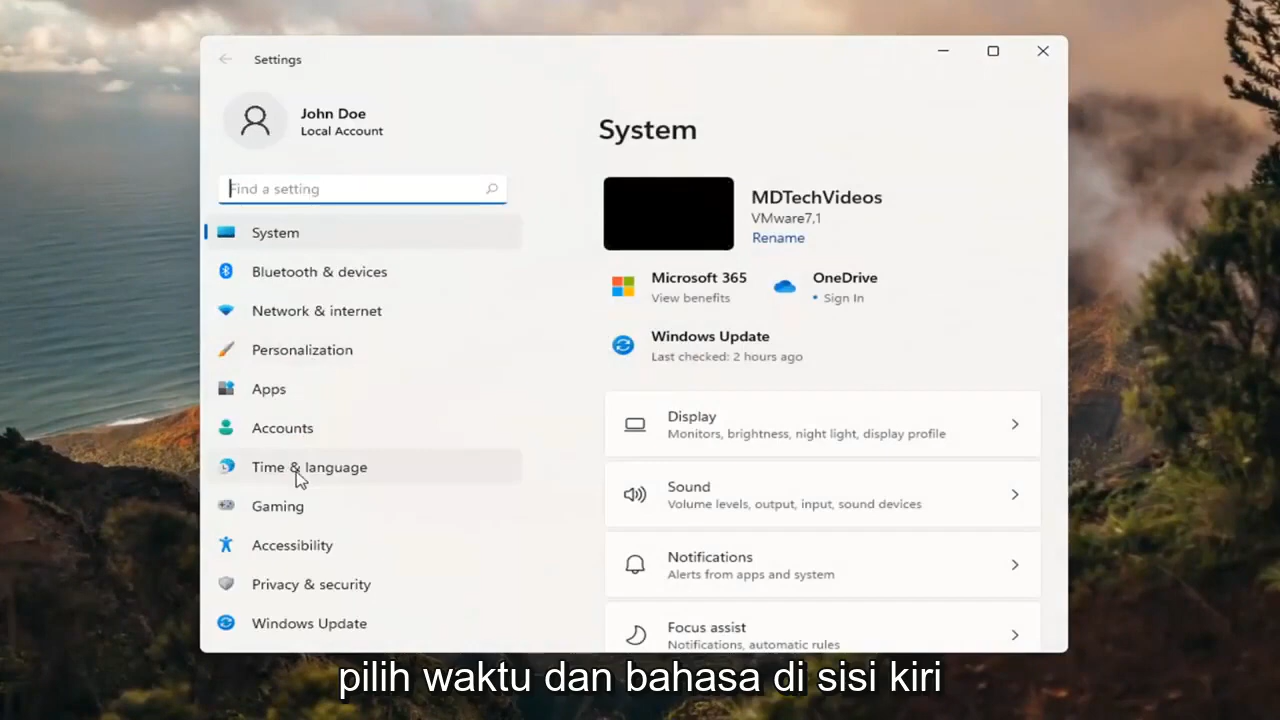 Settings
John Doe
Local Account
Find a setting
System
Bluetooth & devices
Network & internet
Personalization
Apps
Accounts
Time & language
Gaming
Accessibility
Privacy & security
Windows Update
System
MDTechVideos
VMware7,1
Rename
Microsoft 365
View benefits
OneDrive
• Sign In
Windows Update
Last checked: 2 hours ago
Display
Monitors, brightness, night light, display profile
Sound
Volume levels, output, input, sound devices
Notifications
Alerts from apps and system
Focus assist
Notifications, automatic rules
pilih waktu dan bahasa di sisi kiri